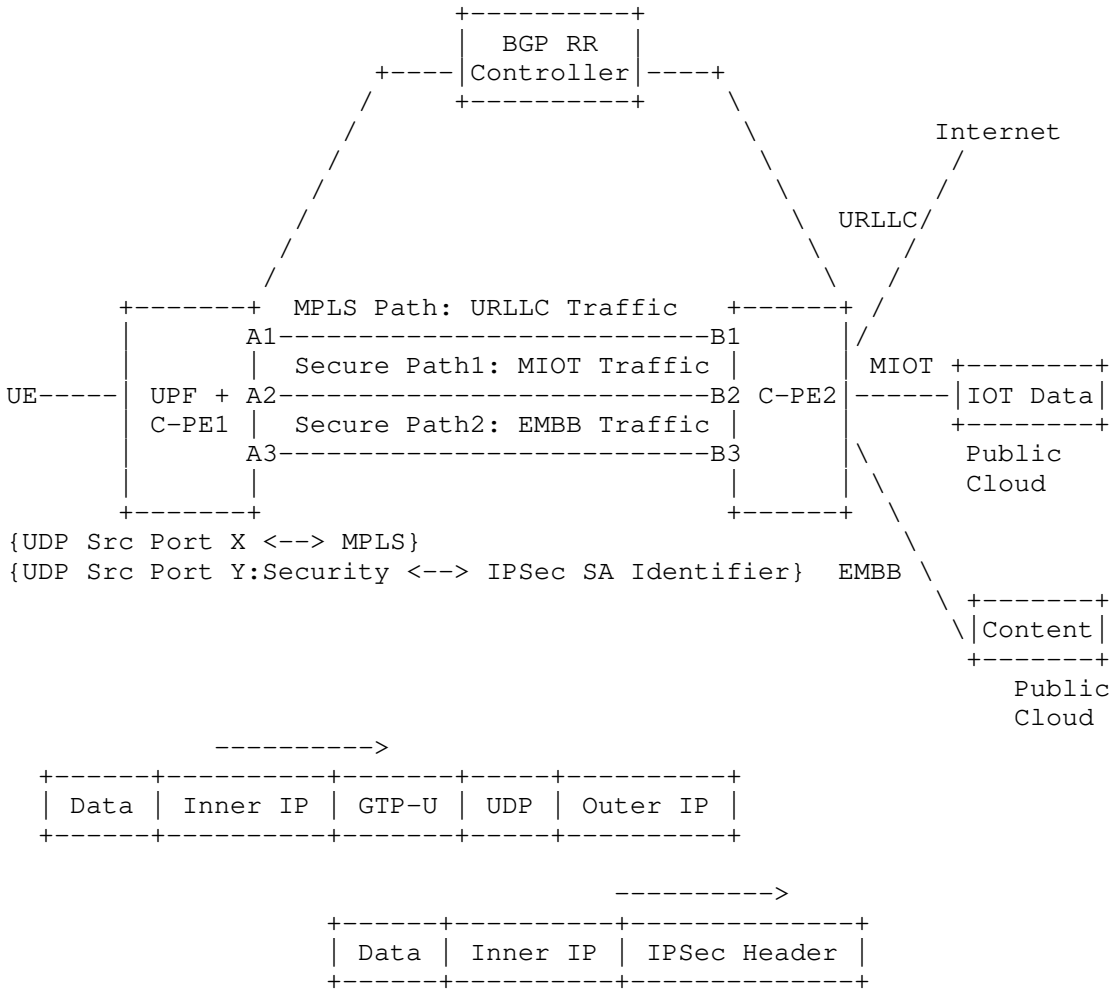 BGP RR
Controller
Internet
URLLC
MPLS Path: URLLC Traffic
A1 B1
Secure Path1: MIOT Traffic MIOT
UE UPF + A2 B2 C-PE2 IOT Data
C-PE1 Secure Path2: EMBB Traffic
A3 B3 Public
Cloud
{UDP Src Port X <--> MPLS}
{UDP Src Port Y:Security <--> IPSec SA Identifier} EMBB
Content
Public
Cloud
Data Inner IP GTP-U UDP Outer IP
Data Inner IP IPSec Header